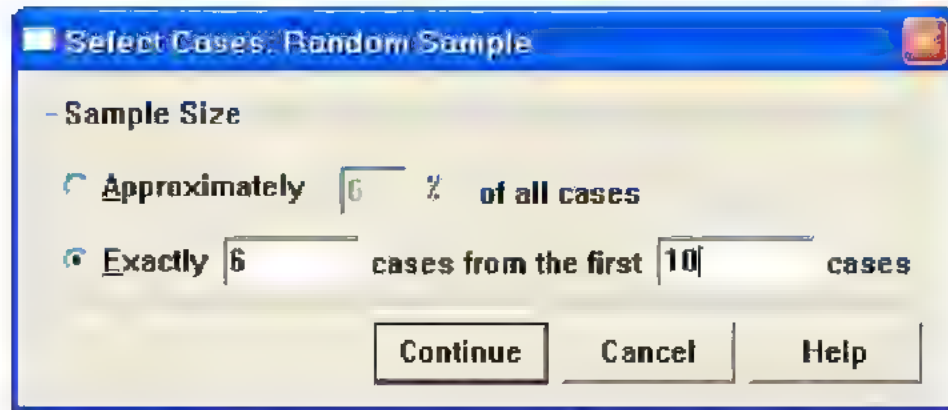 Select Cases: Random Sample
Sample Size
Approximately 6 % of all cases
Exactly 6 cases from the first 10 cases
Continue Cancel Help